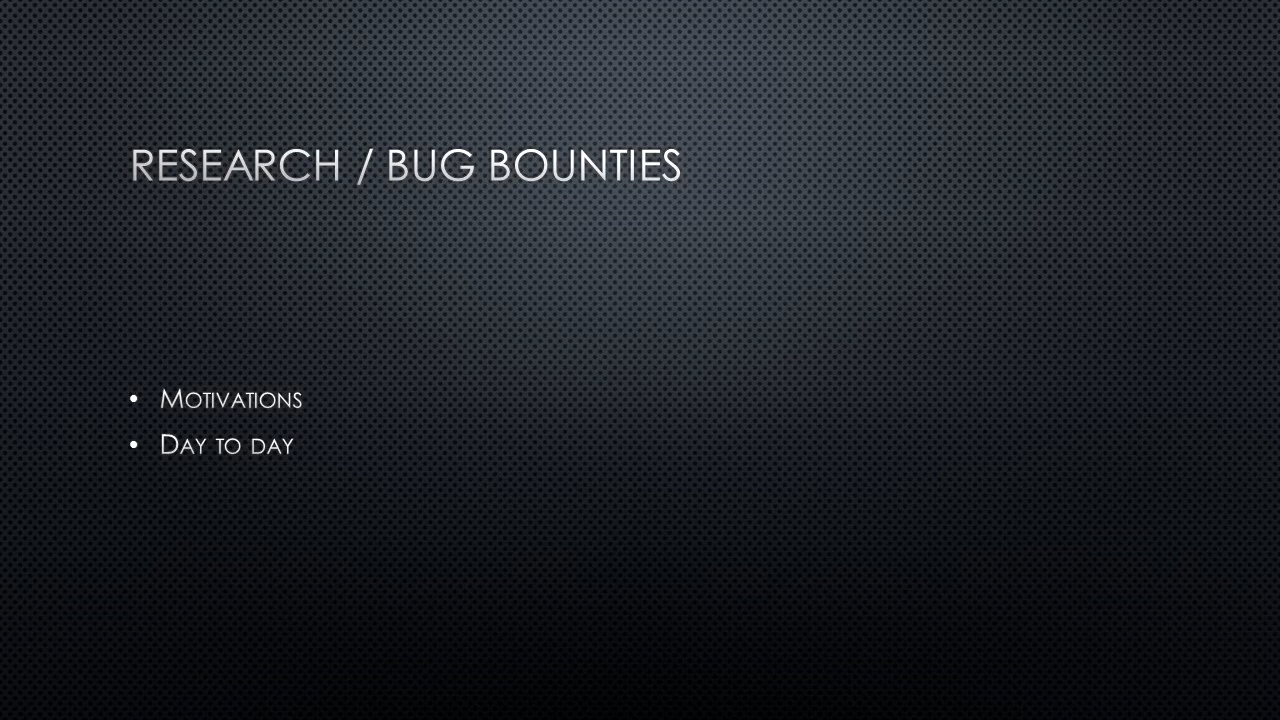 RESEARCH / BUG BOUNTIES
• Motivations
• Day to day